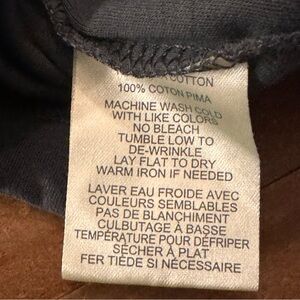 COTTON
100% COTON PIMA
MACHINE WASH COLD
WITH LIKE COLORS
NO BLEACH
TUMBLE LOW TO
DE-WRINKLE
LAY FLAT TO DRY
WARM IRON IF NEEDED
LAVER EAU FROIDE AVEC
COULEURS SEMBLABLES
PAS DE BLANCHIMENT
CULBUTAGE À BASSE
TEMPÉRATURE POUR DÉFRIPER
SÉCHER À PLAT
FER TIÈDE SI NÉCESSAIRE